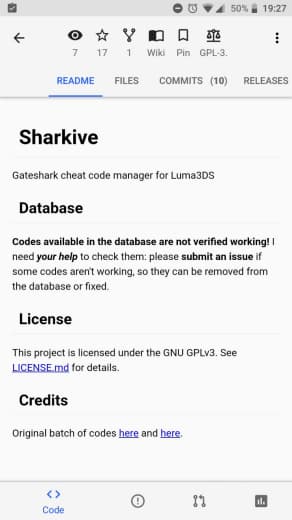 50% 19:27
7 17 1 Wiki Pin GPL-3.
README FILES COMMITS (10) RELEASES
Sharkive
Gateshark cheat code manager for Luma3DS
Database
Codes available in the database are not verified working! I
need your help to check them: please submit an issue if
some codes aren't working, so they can be removed from
the database or fixed.
License
This project is licensed under the GNU GPLv3. See
LICENSE.md for details.
Credits
Original batch of codes here and here.
Code